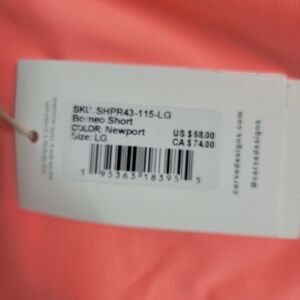 SKU: SHPR43-115-LG
Borneo Short
COLOR: Newport
Size: LG
US $58.00
CA $74.00
1 95363 18395 5
carvedesigns.com
@carvedesigns